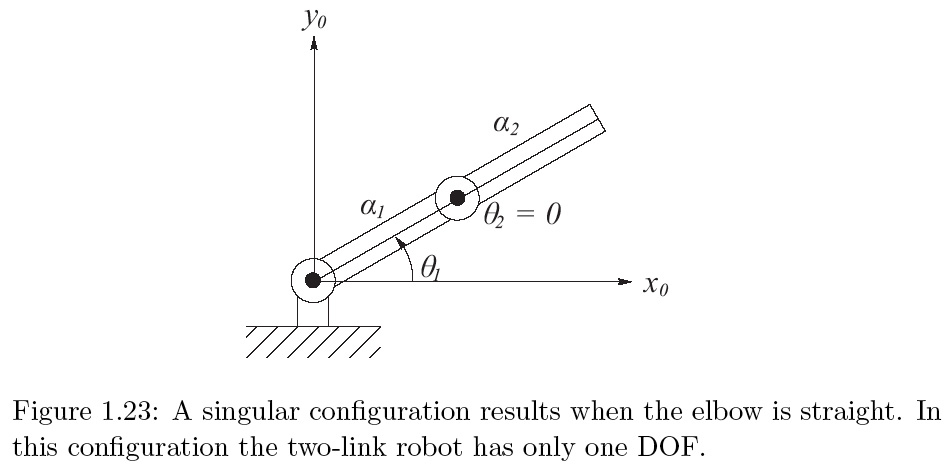 y₀
α₂
α₁
θ₂ = 0
θ₁
x₀
Figure 1.23: A singular configuration results when the elbow is straight. In
this configuration the two-link robot has only one DOF.